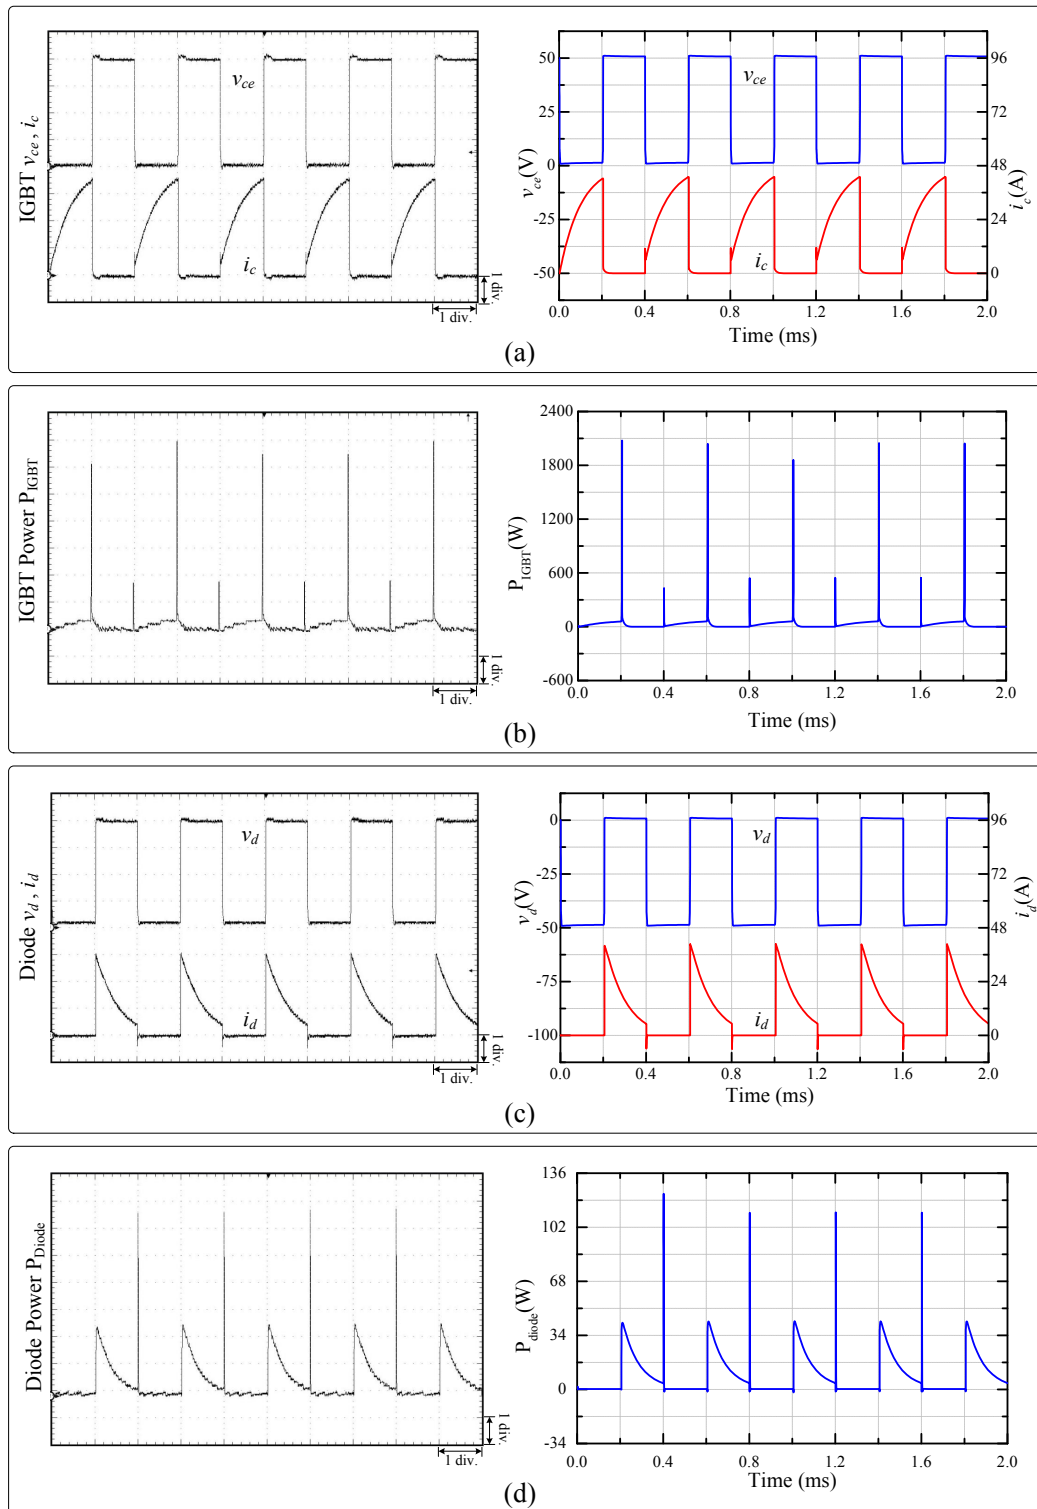 IGBT v_ce , i_c
v_ce
i_c
1 div.
1 div.
v_ce(V)
50
25
0
-25
-50
v_ce
i_c
96
72
48
24
0
i_c(A)
0.0 0.4 0.8 1.2 1.6 2.0
Time (ms)
(a)
IGBT Power P_IGBT
1 div.
1 div.
P_IGBT(W)
2400
1800
1200
600
0
-600
0.0 0.4 0.8 1.2 1.6 2.0
Time (ms)
(b)
Diode v_d , i_d
v_d
i_d
1 div.
1 div.
v_d(V)
0
-25
-50
-75
-100
v_d
i_d
96
72
48
24
0
i_d(A)
0.0 0.4 0.8 1.2 1.6 2.0
Time (ms)
(c)
Diode Power P_Diode
1 div.
1 div.
P_diode(W)
136
102
68
34
0
-34
0.0 0.4 0.8 1.2 1.6 2.0
Time (ms)
(d)